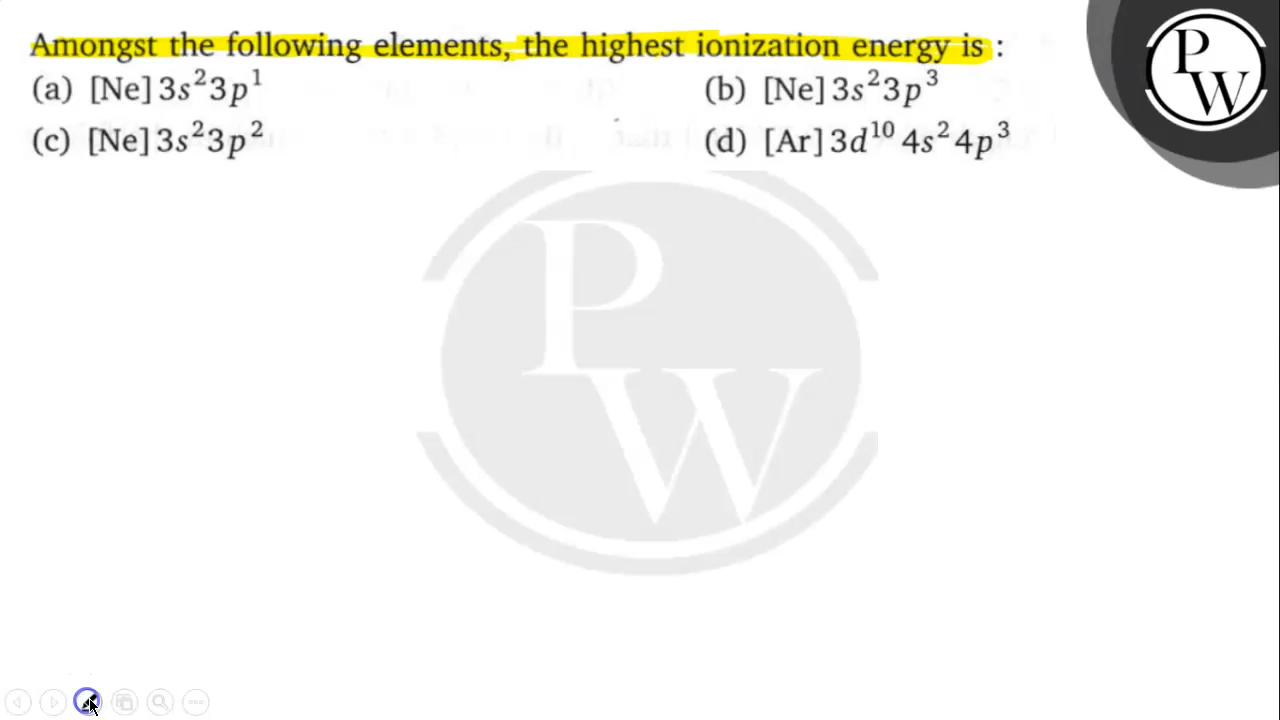 Amongst the following elements, the highest ionization energy is :
(a) [Ne] 3s²3p¹ (b) [Ne] 3s²3p³
(c) [Ne] 3s²3p² (d) [Ar] 3d¹⁰ 4s² 4p³
P
W
P
W